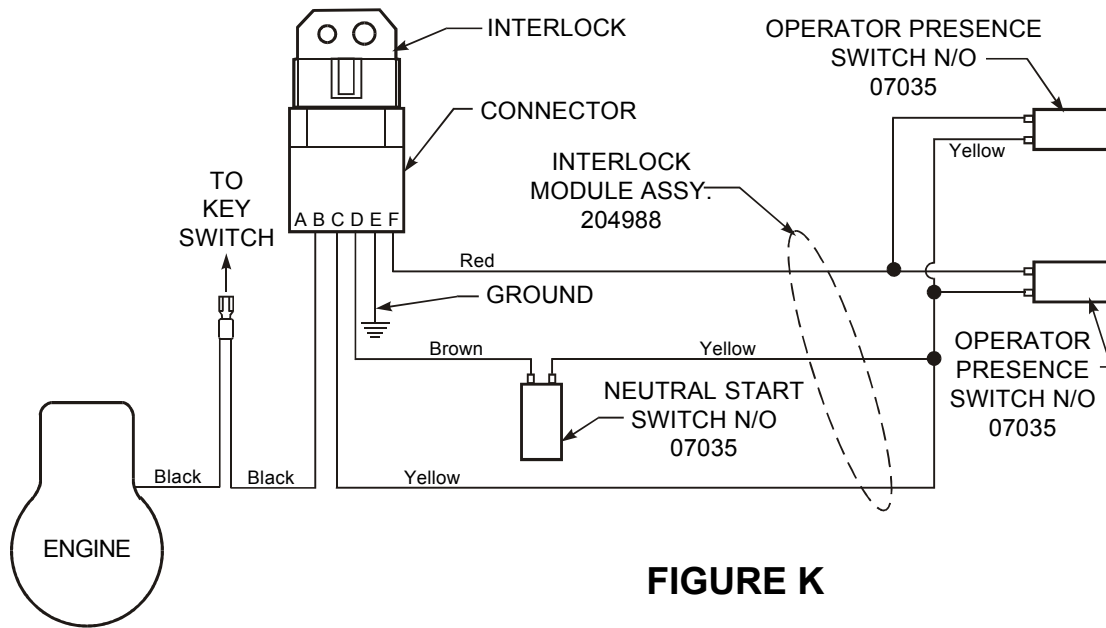 INTERLOCK
CONNECTOR
OPERATOR PRESENCE
SWITCH N/O
07035
Yellow
INTERLOCK
MODULE ASSY.
204988
TO
KEY
SWITCH
A B C D E F
Red
GROUND
Brown
Yellow
NEUTRAL START
SWITCH N/O
07035
OPERATOR
PRESENCE
SWITCH N/O
07035
Black
Black
Yellow
ENGINE
FIGURE K